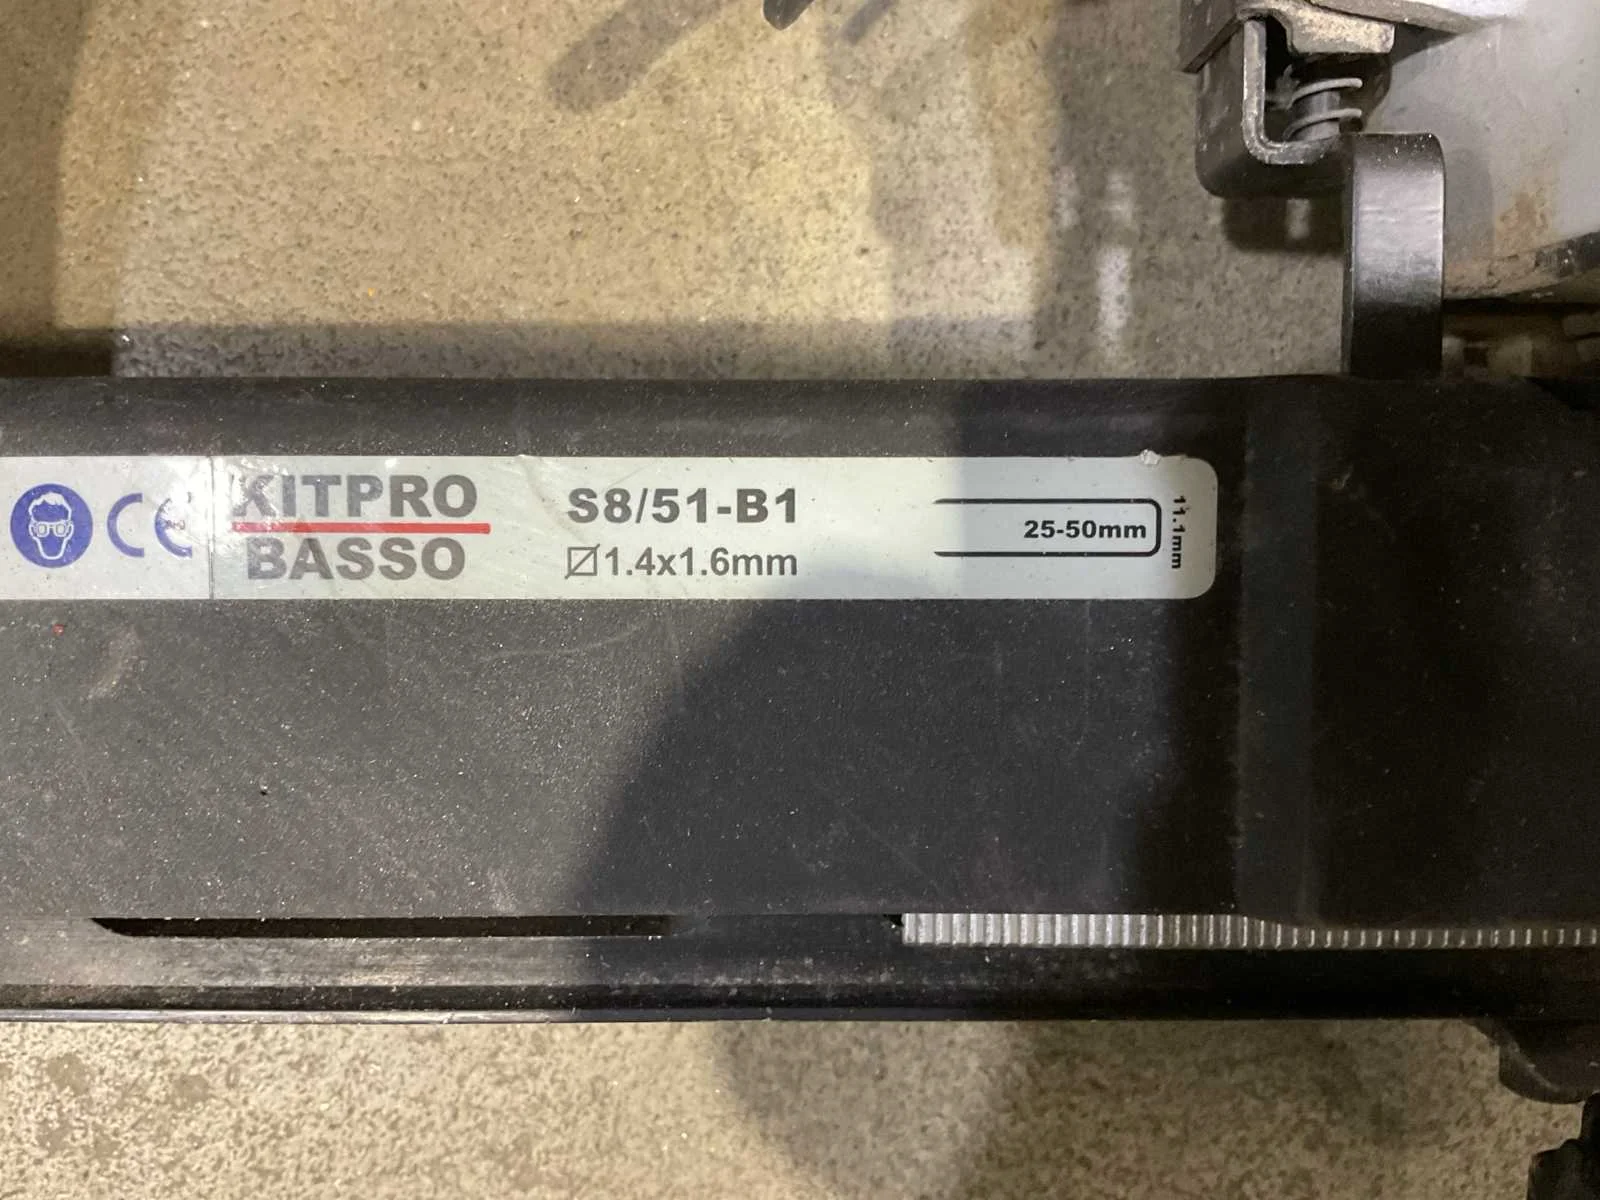 CE
KITPRO
BASSO
S8/51-B1
1.4x1.6mm
25-50mm
11.1mm